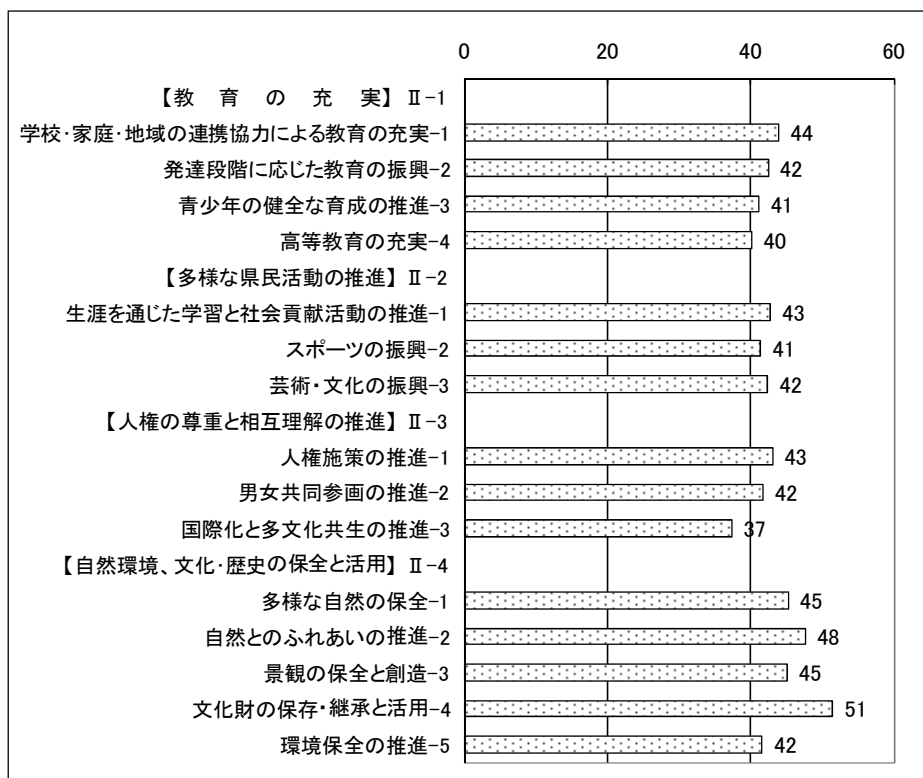 0 20 40 60
【教育の充実】Ⅱ-1
学校・家庭・地域の連携協力による教育の充実-1 44
発達段階に応じた教育の振興-2 42
青少年の健全な育成の推進-3 41
高等教育の充実-4 40
【多様な県民活動の推進】Ⅱ-2
生涯を通じた学習と社会貢献活動の推進-1 43
スポーツの振興-2 41
芸術・文化の振興-3 42
【人権の尊重と相互理解の推進】Ⅱ-3
人権施策の推進-1 43
男女共同参画の推進-2 42
国際化と多文化共生の推進-3 37
【自然環境、文化・歴史の保全と活用】Ⅱ-4
多様な自然の保全-1 45
自然とのふれあいの推進-2 48
景観の保全と創造-3 45
文化財の保存・継承と活用-4 51
環境保全の推進-5 42